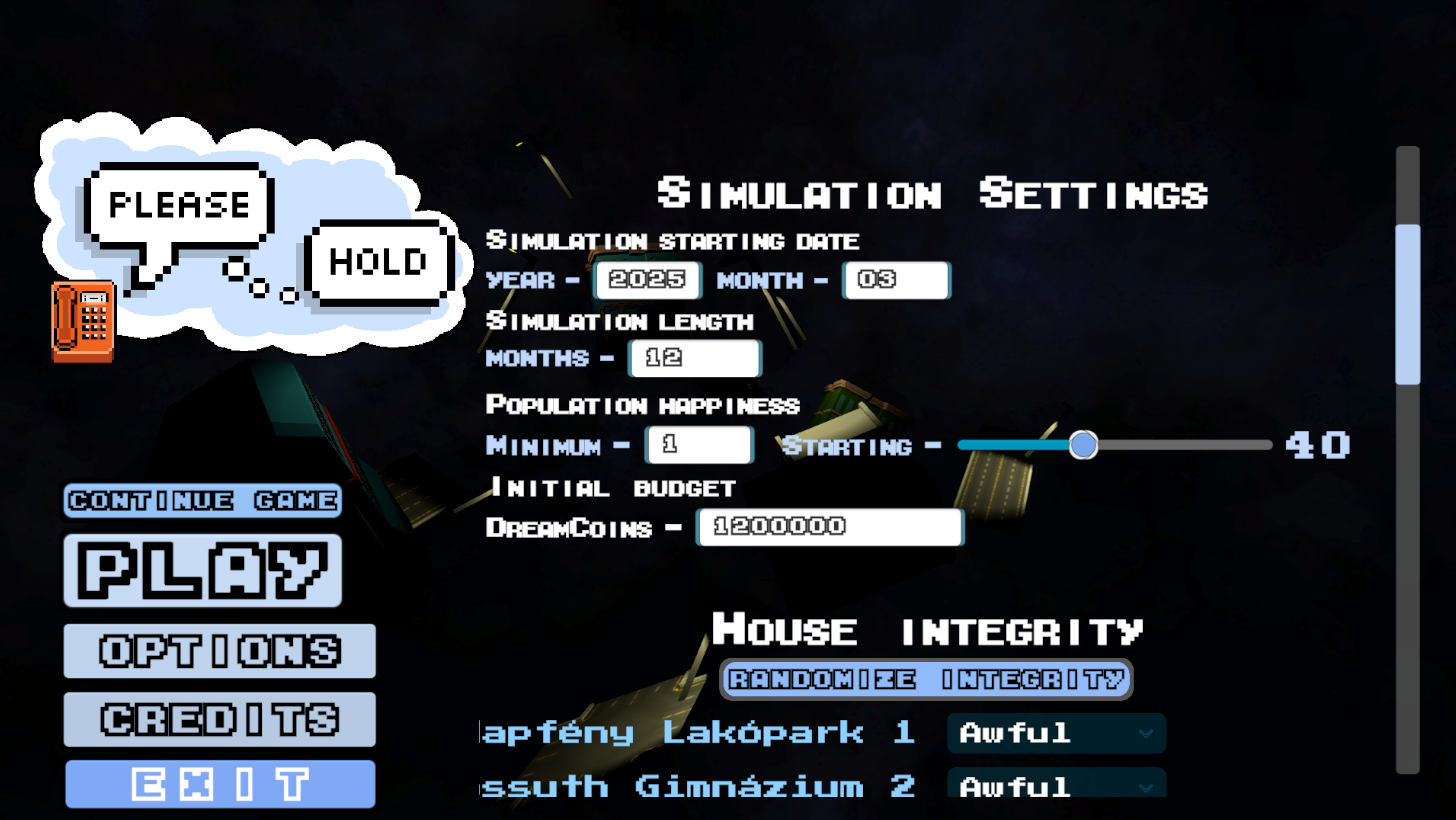 PLEASE
HOLD
CONTINUE GAME
PLAY
OPTIONS
CREDITS
EXIT
Simulation Settings
Simulation starting date
year - 2025 month - 03
Simulation length
months - 12
Population happiness
Minimum - 1 Starting - 40
Initial budget
DreamCoins - 1200000
House integrity
Randomize integrity
apfény Lakópark 1 Awful
ssuth Gimnázium 2 Awful